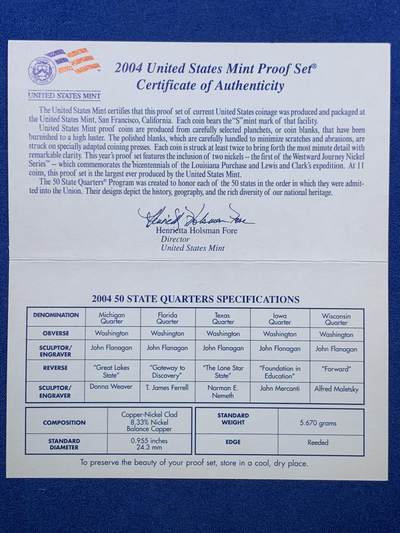 2004 United States Mint Proof Set®
Certificate of Authenticity
UNITED STATES MINT
The United States Mint certifies that this proof set of current United States coinage was produced and packaged at
the United States Mint, San Francisco, California. Each coin bears the "S" mint mark of that facility.
United States Mint proof coins are produced from carefully selected planchets, or coin blanks, that have been
burnished to a high luster. The polished blanks, which are carefully handled to minimize scratches and abrasions, are
struck on specially adapted coining presses. Each coin is struck at least twice to bring forth the most minute detail with
remarkable clarity. This year's proof set features the inclusion of two nickels – the first of the Westward Journey Nickel
Series™ – which commemorates the bicentennials of the Louisiana Purchase and Lewis and Clark's expedition. At 11
coins, this proof set is the largest ever produced by the United States Mint.
The 50 State Quarters® Program was created to honor each of the 50 states in the order in which they were admit-
ted into the Union. Their designs depict the history, geography, and the rich diversity of our national heritage.
Henrietta Holsman Fore
Henrietta Holsman Fore
Director
United States Mint
2004 50 STATE QUARTERS SPECIFICATIONS
DENOMINATION Michigan Quarter Florida Quarter Texas Quarter Iowa Quarter Wisconsin Quarter
OBVERSE Washington Washington Washington Washington Washington
SCULPTOR/ENGRAVER John Flanagan John Flanagan John Flanagan John Flanagan John Flanagan
REVERSE "Great Lakes State" "Gateway to Discovery" "The Lone Star State" "Foundation in Education" "Forward"
SCULPTOR/ENGRAVER Donna Weaver T. James Ferrell Norman E. Nemeth John Mercanti Alfred Maletsky
COMPOSITION Copper-Nickel Clad 8.33% Nickel Balance Copper STANDARD WEIGHT 5.670 grams
STANDARD DIAMETER 0.955 inches 24.3 mm EDGE Reeded
To preserve the beauty of your proof set, store in a cool, dry place.